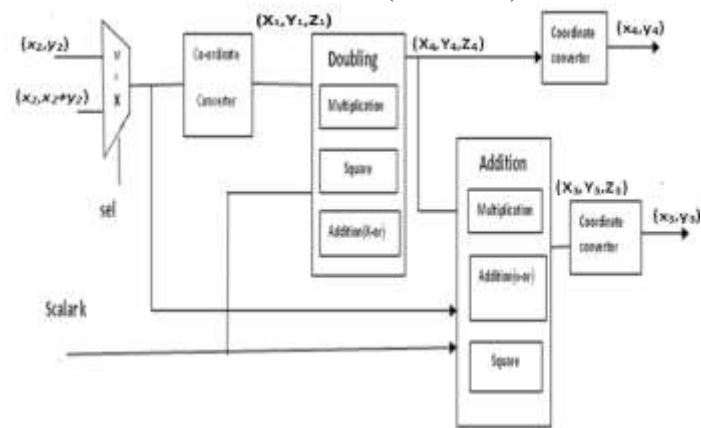 (x₂,y₂)
(x₂,x₂+y₂)
sel
Scalar k
Co-ordinate
Converter
(X₁,Y₁,Z₁)
Doubling
Multiplication
Square
Addition(X-or)
(X₄,Y₄,Z₄)
Coordinate
converter
(x₄,y₄)
Addition
Multiplication
Addition(x-or)
Square
(X₃,Y₃,Z₃)
Coordinate
converter
(x₃,y₃)